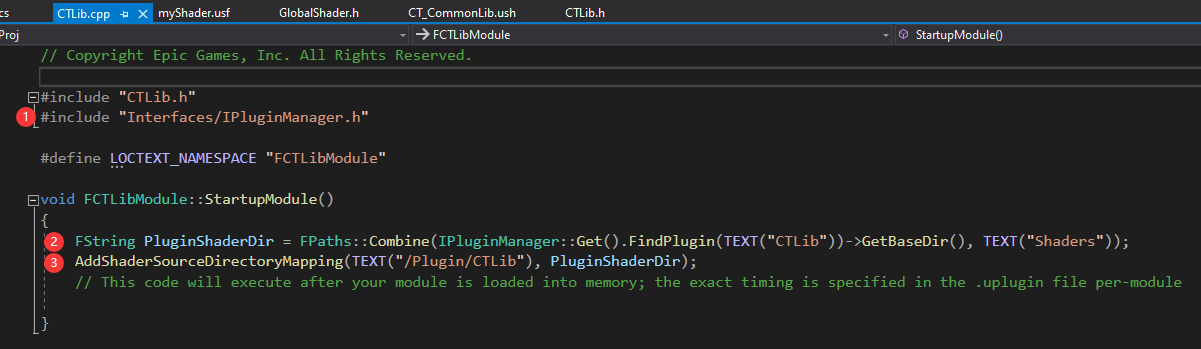 cs CTLib.cpp myShader.usf GlobalShader.h CT_CommonLib.ush CTLib.h
Proj FCTLibModule StartupModule()
// Copyright Epic Games, Inc. All Rights Reserved.
#include "CTLib.h"
1 #include "Interfaces/IPluginManager.h"
#define LOCTEXT_NAMESPACE "FCTLibModule"
void FCTLibModule::StartupModule()
{
2 FString PluginShaderDir = FPaths::Combine(IPluginManager::Get().FindPlugin(TEXT("CTLib"))->GetBaseDir(), TEXT("Shaders"));
3 AddShaderSourceDirectoryMapping(TEXT("/Plugin/CTLib"), PluginShaderDir);
// This code will execute after your module is loaded into memory; the exact timing is specified in the .uplugin file per-module
}